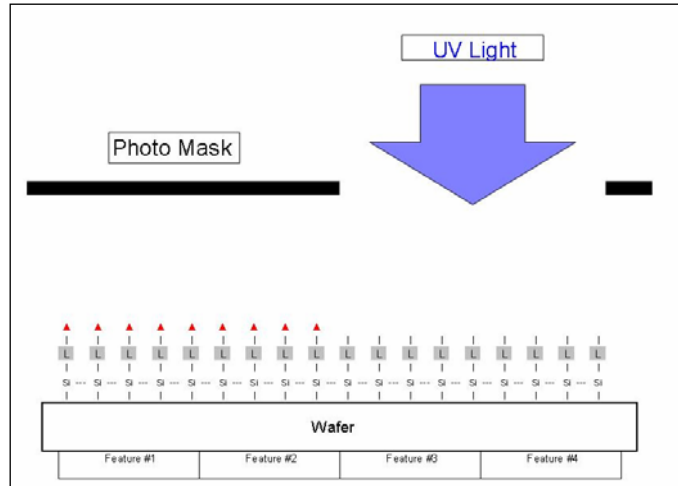 UV Light
Photo Mask
L L L L L L L L L L L L L L L L L L
Si --- Si --- Si --- Si --- Si --- Si --- Si --- Si --- Si --- Si --- Si --- Si --- Si --- Si --- Si --- Si --- Si --- Si
Wafer
Feature #1 Feature #2 Feature #3 Feature #4